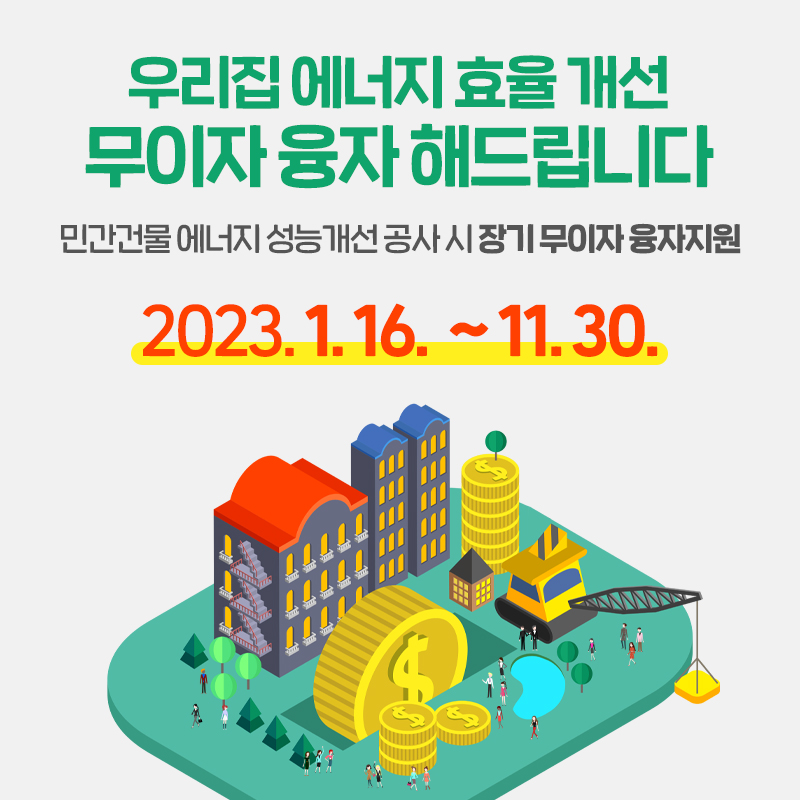 우리집 에너지 효율 개선
무이자 융자 해드립니다
민간건물 에너지 성능개선 공사 시 장기 무이자 융자지원
2023. 1. 16. ~ 11. 30.